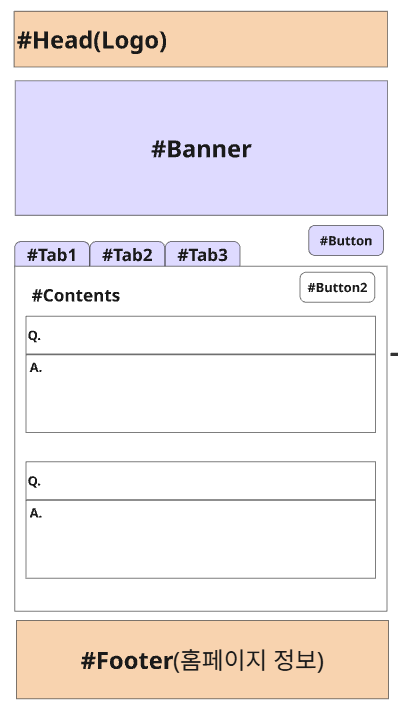 #Head(Logo)
#Banner
#Button
#Tab1 #Tab2 #Tab3
#Button2
#Contents
Q.
A.
Q.
A.
#Footer(홈페이지 정보)